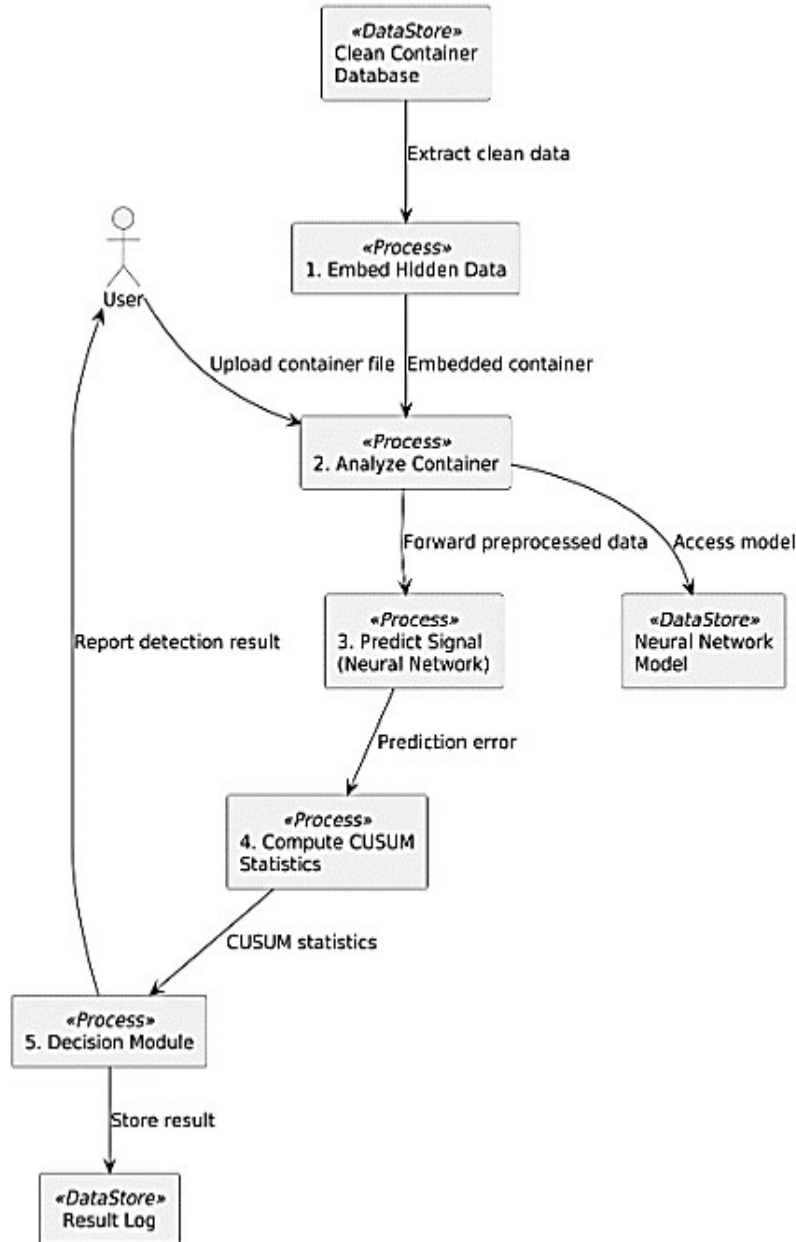 «DataStore»
Clean Container
Database
Extract clean data
«Process»
1. Embed Hidden Data
User
Upload container file
Embedded container
«Process»
2. Analyze Container
Forward preprocessed data
Access model
«Process»
3. Predict Signal
(Neural Network)
«DataStore»
Neural Network
Model
Report detection result
Prediction error
«Process»
4. Compute CUSUM
Statistics
CUSUM statistics
«Process»
5. Decision Module
Store result
«DataStore»
Result Log